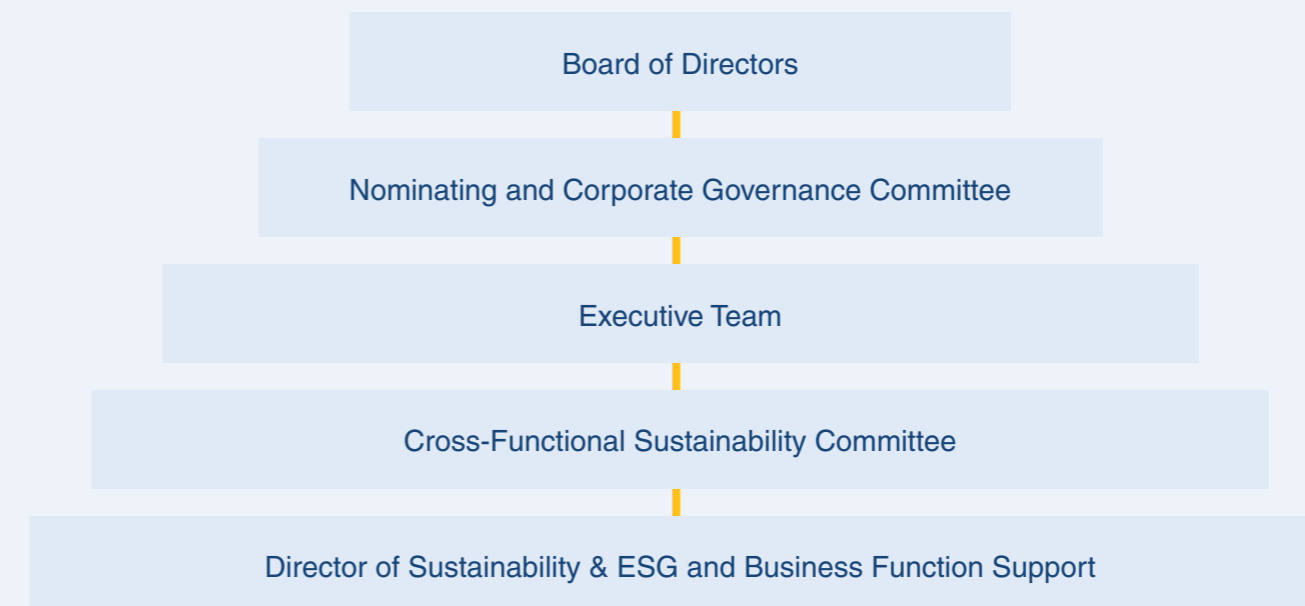 Board of Directors
Nominating and Corporate Governance Committee
Executive Team
Cross-Functional Sustainability Committee
Director of Sustainability & ESG and Business Function Support